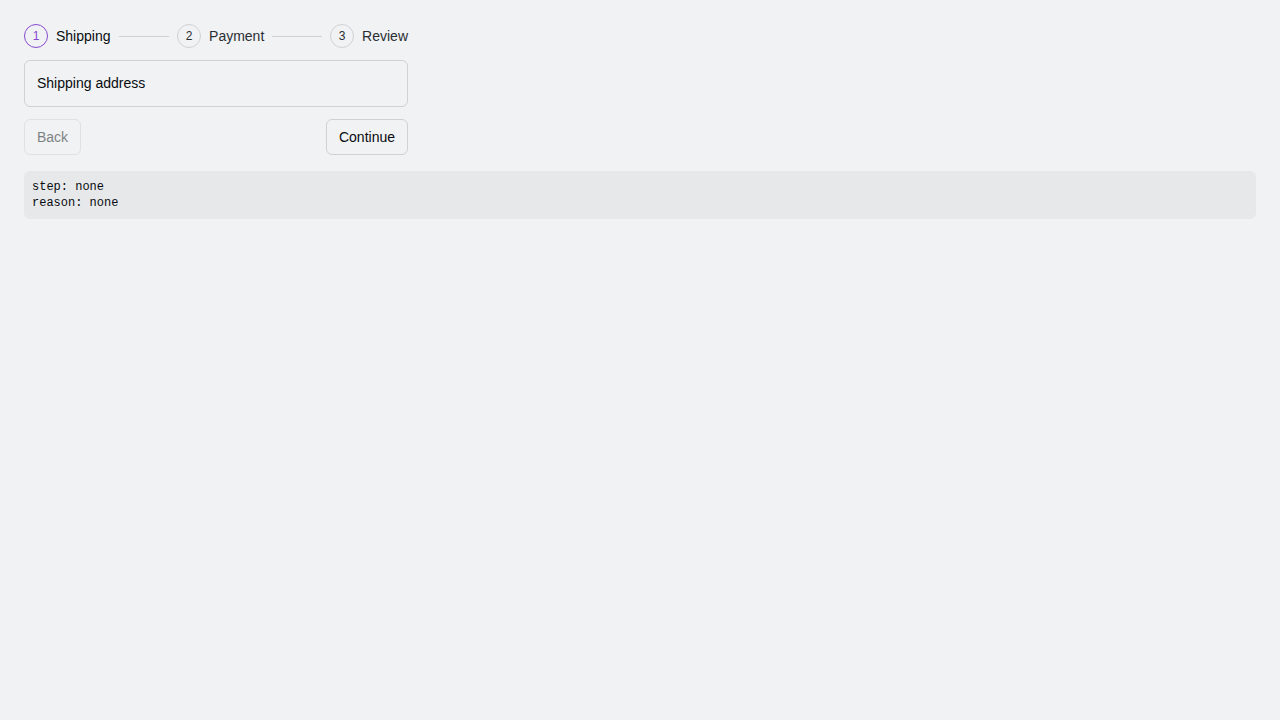 1 Shipping 2 Payment 3 Review
Shipping address
Back Continue
step: none
reason: none